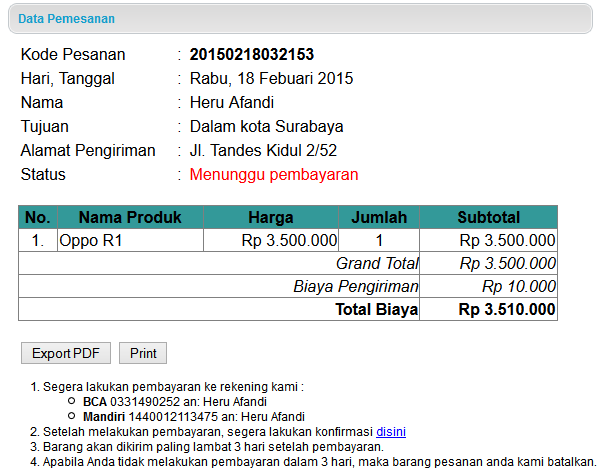 Data Pemesanan
Kode Pesanan : 20150218032153
Hari, Tanggal : Rabu, 18 Febuari 2015
Nama : Heru Afandi
Tujuan : Dalam kota Surabaya
Alamat Pengiriman : Jl. Tandes Kidul 2/52
Status : Menunggu pembayaran
No. Nama Produk Harga Jumlah Subtotal
1. Oppo R1 Rp 3.500.000 1 Rp 3.500.000
Grand Total Rp 3.500.000
Biaya Pengiriman Rp 10.000
Total Biaya Rp 3.510.000
Export PDF Print
1. Segera lakukan pembayaran ke rekening kami :
BCA 0331490252 an: Heru Afandi
Mandiri 1440012113475 an: Heru Afandi
2. Setelah melakukan pembayaran, segera lakukan konfirmasi disini
3. Barang akan dikirim paling lambat 3 hari setelah pembayaran.
4. Apabila Anda tidak melakukan pembayaran dalam 3 hari, maka barang pesanan anda kami batalkan.